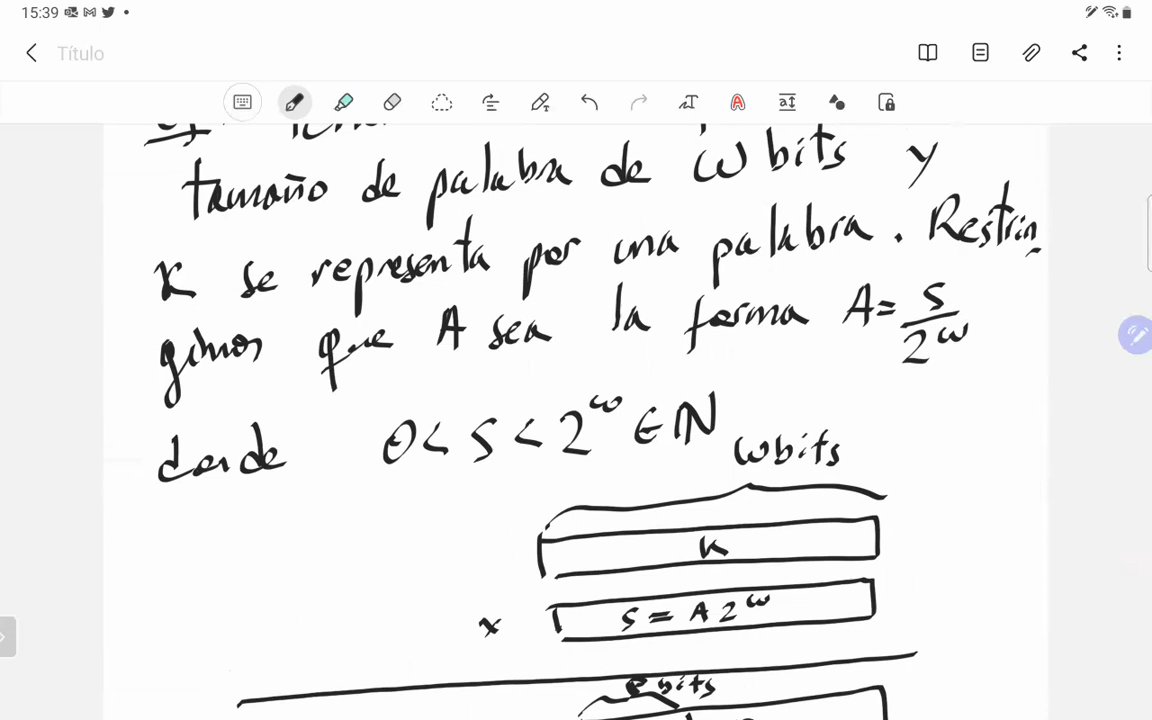 15:39
Título
tamaño de palabra de w bits y
K se representa por una palabra. Restrin
gimos que A sea la forma A = S/2^w
donde 0 < S < 2^w ∈ ℕ
w bits
K
x S = A 2^w
P bits